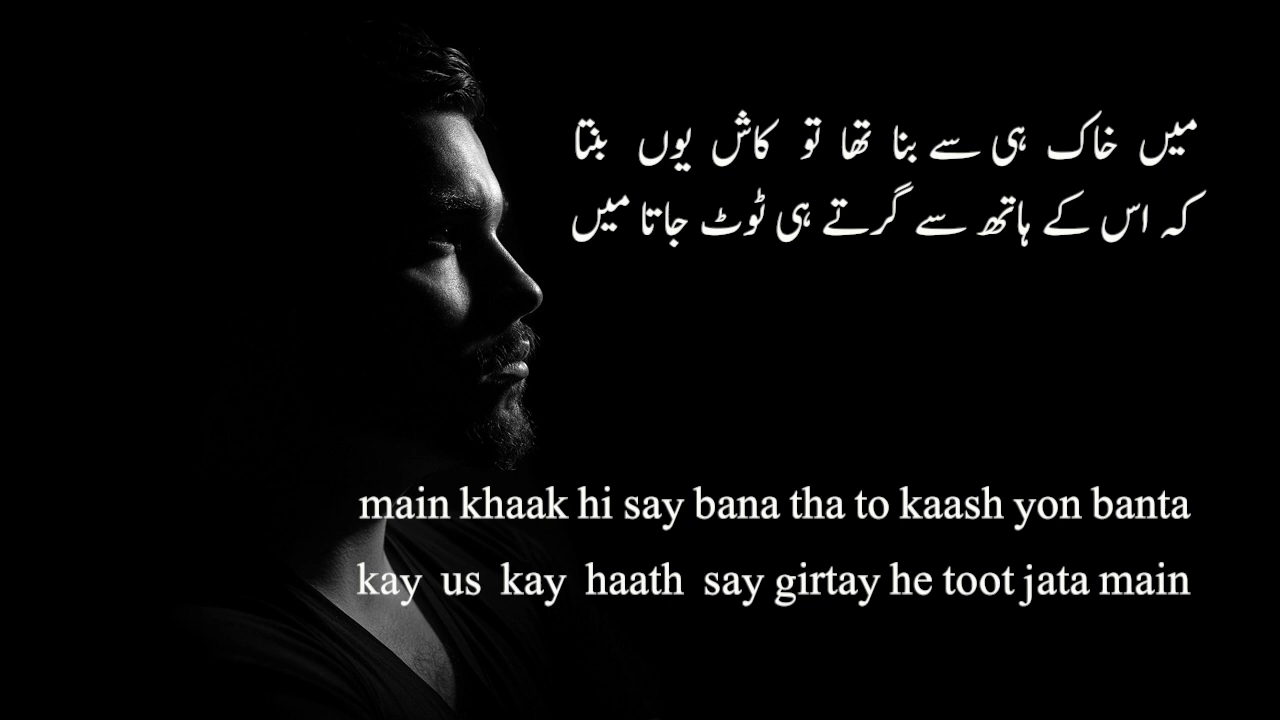 میں خاک ہی سے بنا تھا تو کاش یوں بنتا
کہ اس کے ہاتھ سے گرتے ہی ٹوٹ جاتا میں
main khaak hi say bana tha to kaash yon banta
kay us kay haath say girtay he toot jata main